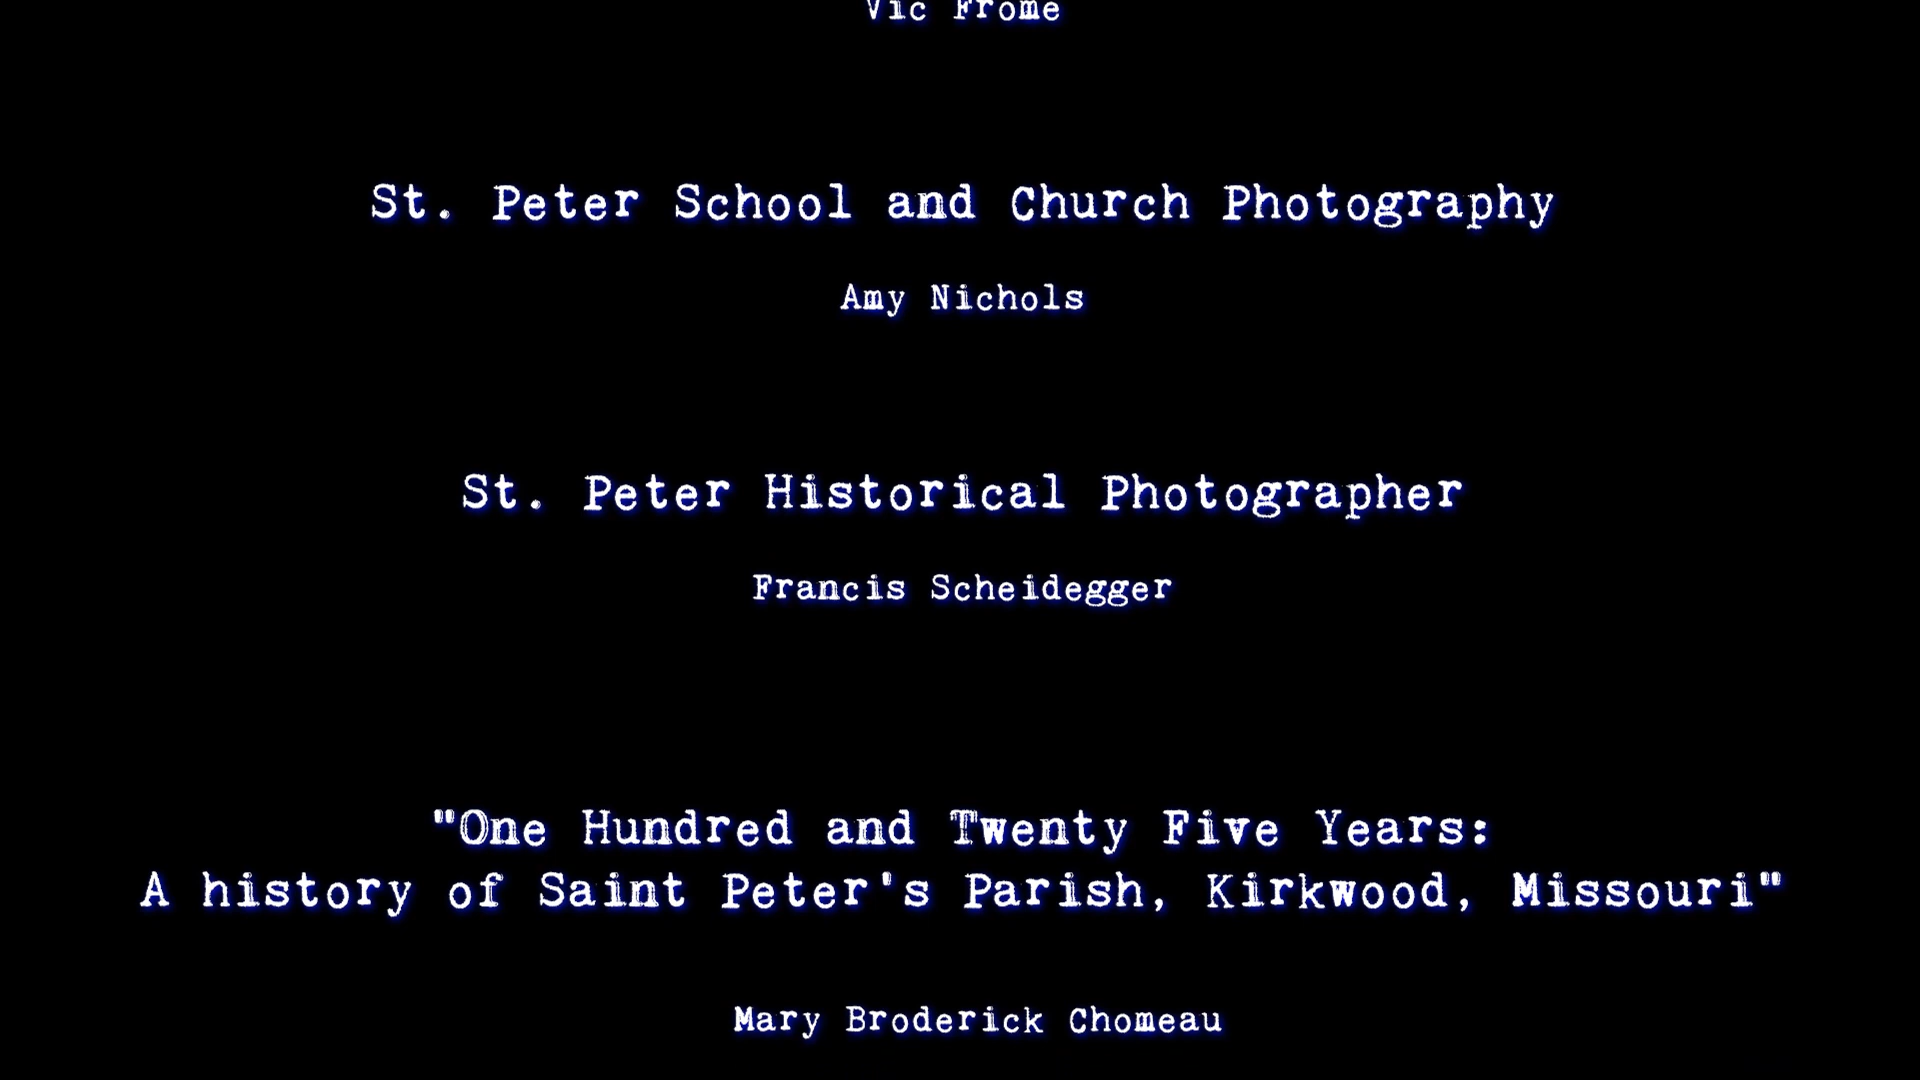 Vic Frome
St. Peter School and Church Photography
Amy Nichols
St. Peter Historical Photographer
Francis Scheidegger
"One Hundred and Twenty Five Years:
A history of Saint Peter's Parish, Kirkwood, Missouri"
Mary Broderick Chomeau